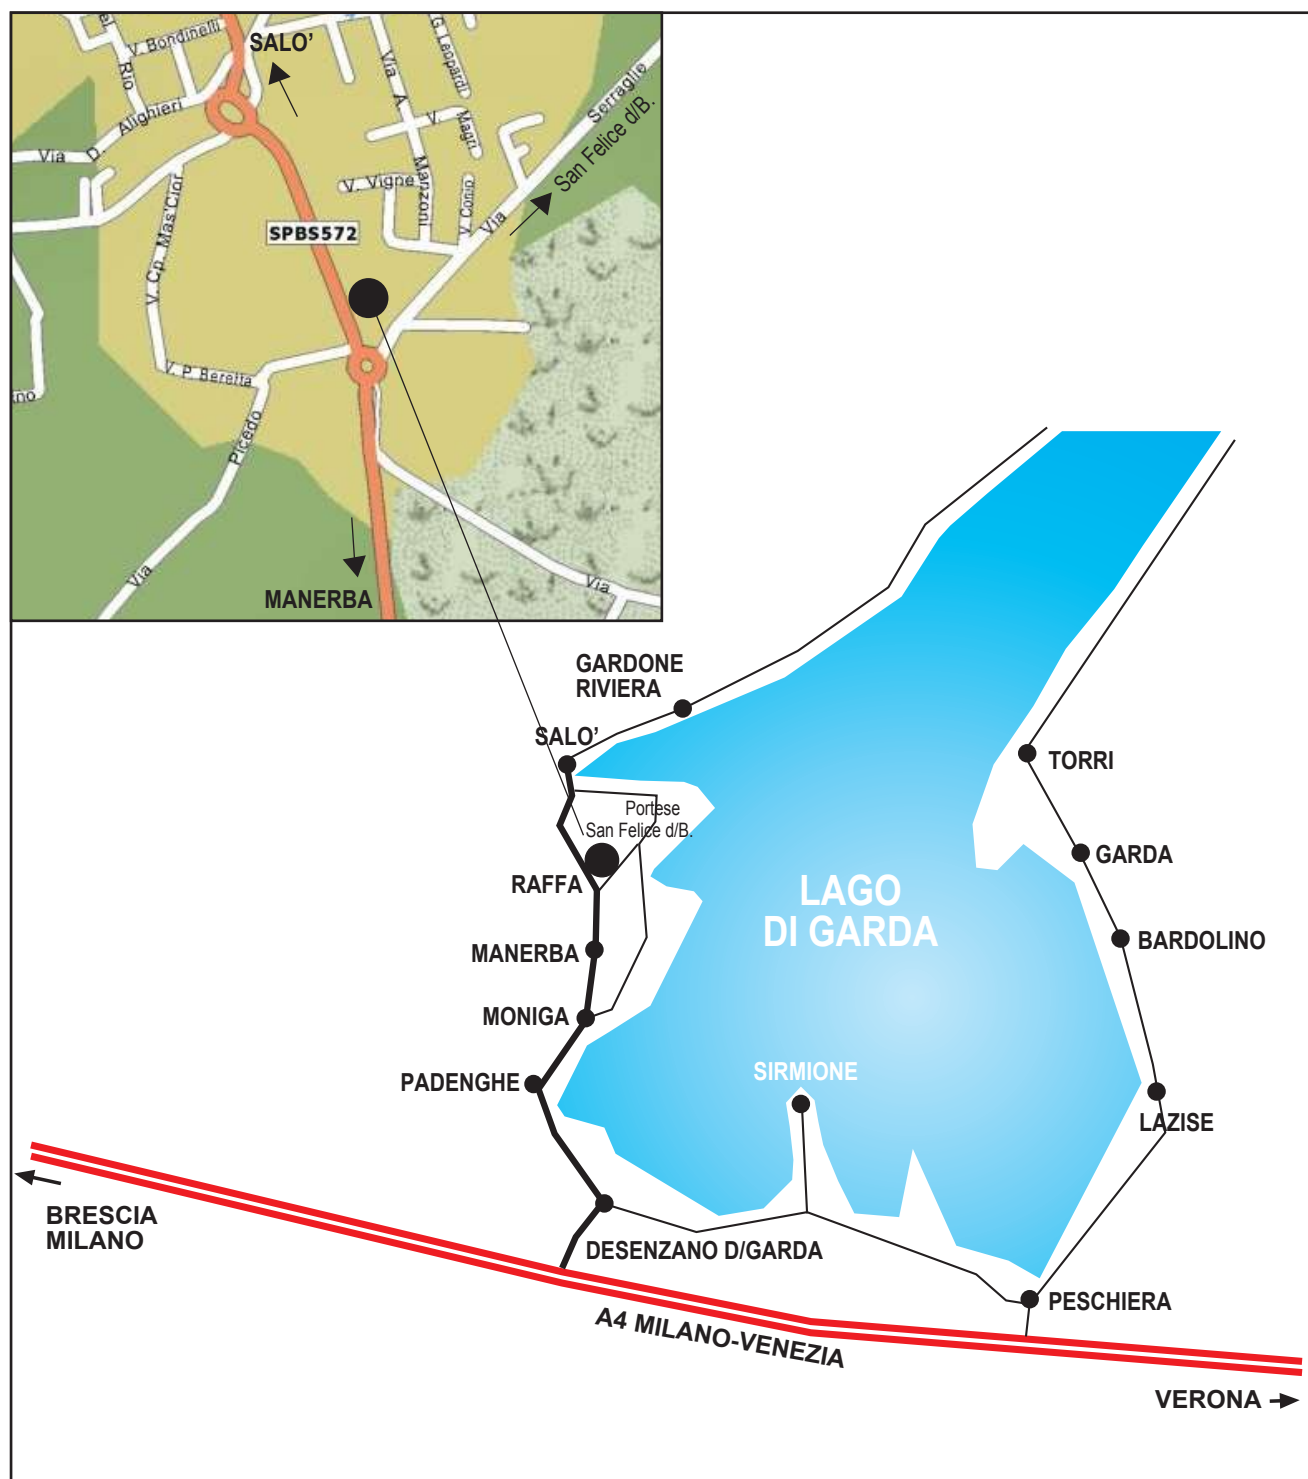 V. Bondinelli
SALO'
Rio
Alighieri
D.
Via
Via A.
Manzoni
G. Leopardi
V.
Magri
Serraglie
San Felice d/B.
V. Vigne
V. Conio
Via
SPBS572
V. Cp. Mas'Cior
V. P. Beretta
Picedo
Via
Via
MANERBA
GARDONE
RIVIERA
SALO'
Portese
San Felice d/B.
RAFFA
MANERBA
MONIGA
PADENGHE
TORRI
GARDA
BARDOLINO
LAGO
DI GARDA
SIRMIONE
LAZISE
BRESCIA
MILANO
DESENZANO D/GARDA
PESCHIERA
A4 MILANO-VENEZIA
VERONA